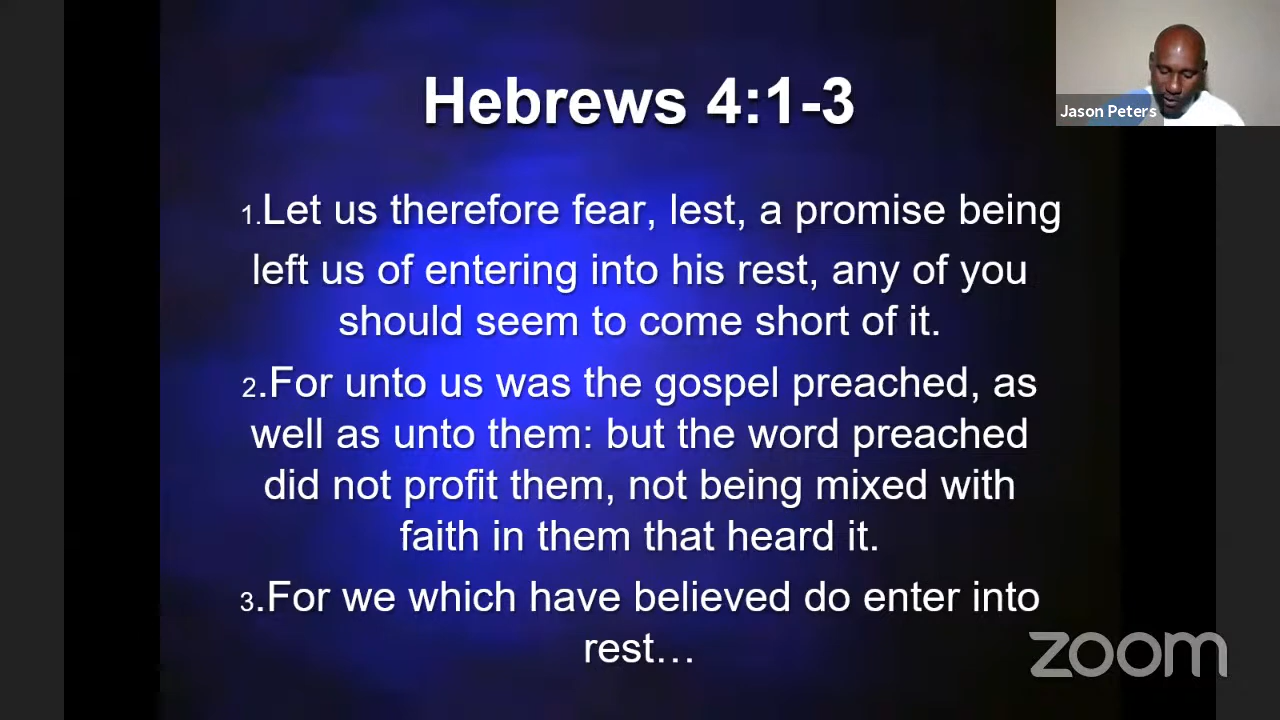 Hebrews 4:1-3
Jason Peters
1.Let us therefore fear, lest, a promise being
left us of entering into his rest, any of you
should seem to come short of it.
2.For unto us was the gospel preached, as
well as unto them: but the word preached
did not profit them, not being mixed with
faith in them that heard it.
3.For we which have believed do enter into
rest…
zoom